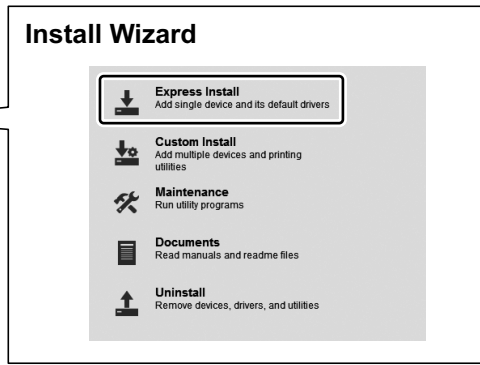 Install Wizard
Express Install
Add single device and its default drivers
Custom Install
Add multiple devices and printing
utilities
Maintenance
Run utility programs
Documents
Read manuals and readme files
Uninstall
Remove devices, drivers, and utilities